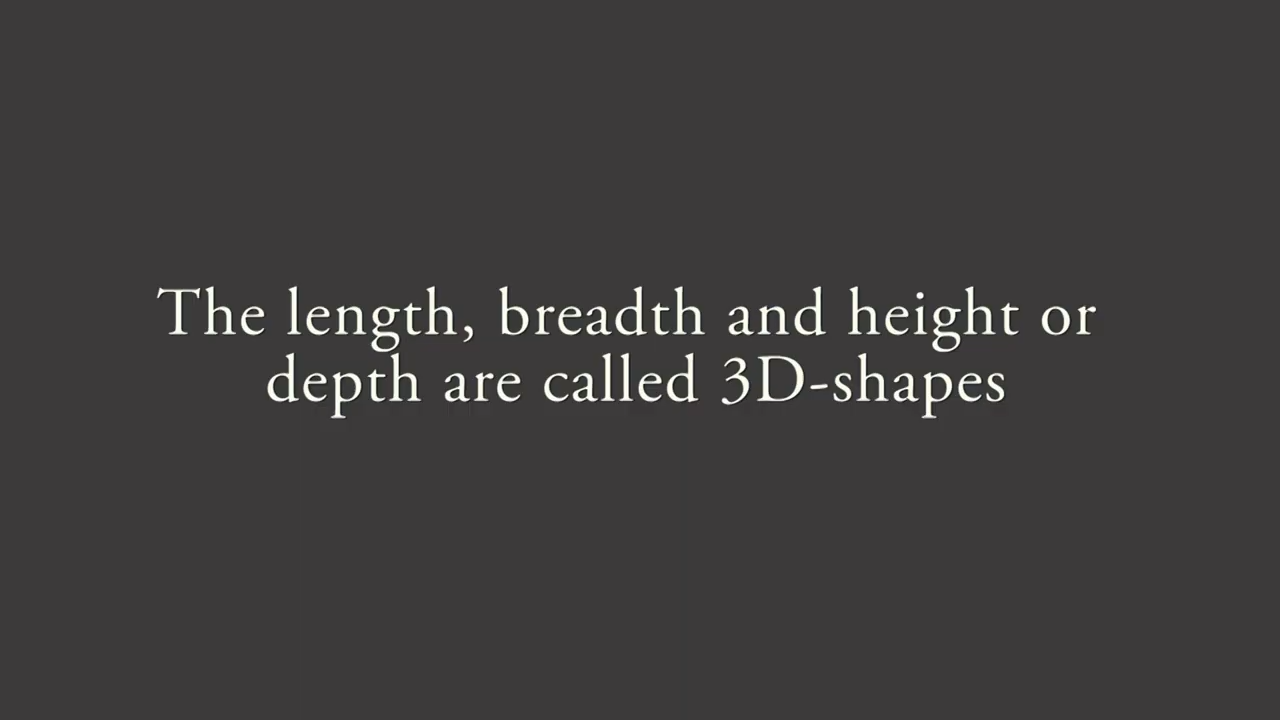 The length, breadth and height or
depth are called 3D-shapes